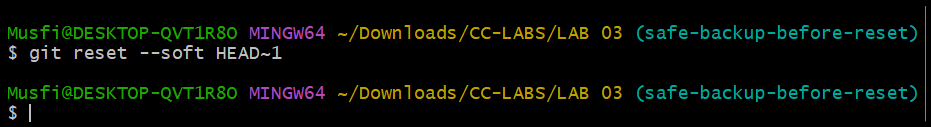 Musfi@DESKTOP-QVT1R8O MINGW64 ~/Downloads/CC-LABS/LAB 03 (safe-backup-before-reset)
$ git reset --soft HEAD~1
Musfi@DESKTOP-QVT1R8O MINGW64 ~/Downloads/CC-LABS/LAB 03 (safe-backup-before-reset)
$